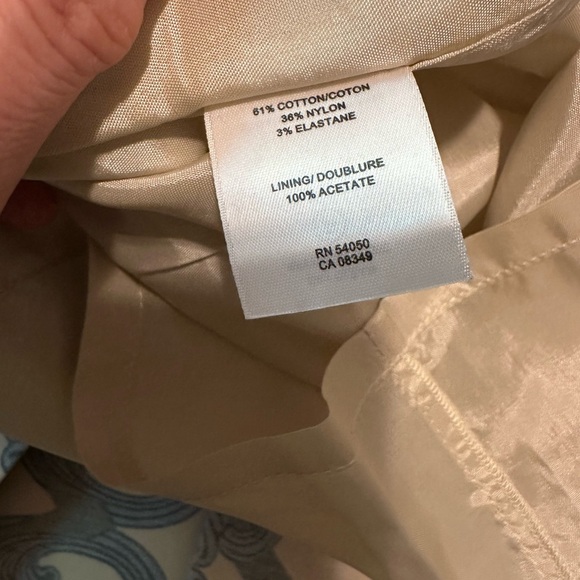 61% COTTON/COTON
36% NYLON
3% ELASTANE
LINING/ DOUBLURE
100% ACETATE
RN 54050
CA 08349